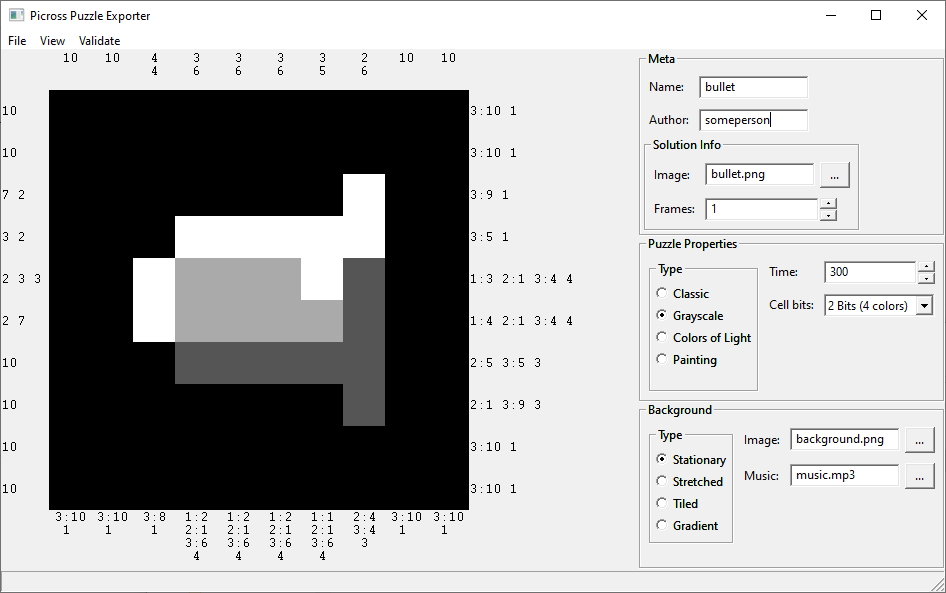 Picross Puzzle Exporter
File View Validate
10 10 4 3 3 3 3 2 10 10
4 6 6 6 5 6
10 3:10 1
10 3:10 1
7 2 3:9 1
3 2 3:5 1
2 3 3 1:3 2:1 3:4 4
2 7 1:4 2:1 3:4 4
10 2:5 3:5 3
10 2:1 3:9 3
10 3:10 1
10 3:10 1
3:10 3:10 3:8 1:2 1:2 1:2 1:1 2:4 3:10 3:10
1 1 1 2:1 2:1 2:1 2:1 3:4 1 1
3:6 3:6 3:6 3:6 3
4 4 4 4
Meta
Name: bullet
Author: someperson
Solution Info
Image: bullet.png ...
Frames: 1
Puzzle Properties
Type
Classic
Grayscale
Colors of Light
Painting
Time: 300
Cell bits: 2 Bits (4 colors)
Background
Type
Stationary
Stretched
Tiled
Gradient
Image: background.png ...
Music: music.mp3 ...